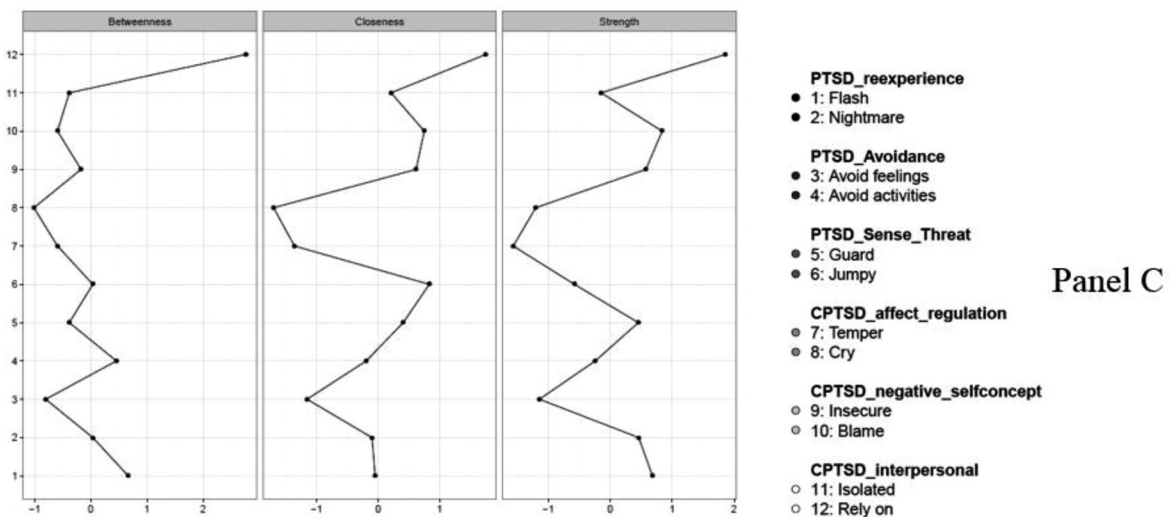 Betweenness Closeness Strength
12
11
10
9
8
7
6
5
4
3
2
1
−1 0 1 2 −1 0 1 −1 0 1 2
PTSD_reexperience
1: Flash
2: Nightmare
PTSD_Avoidance
3: Avoid feelings
4: Avoid activities
PTSD_Sense_Threat
5: Guard
6: Jumpy
CPTSD_affect_regulation
7: Temper
8: Cry
CPTSD_negative_selfconcept
9: Insecure
10: Blame
CPTSD_interpersonal
11: Isolated
12: Rely on
Panel C